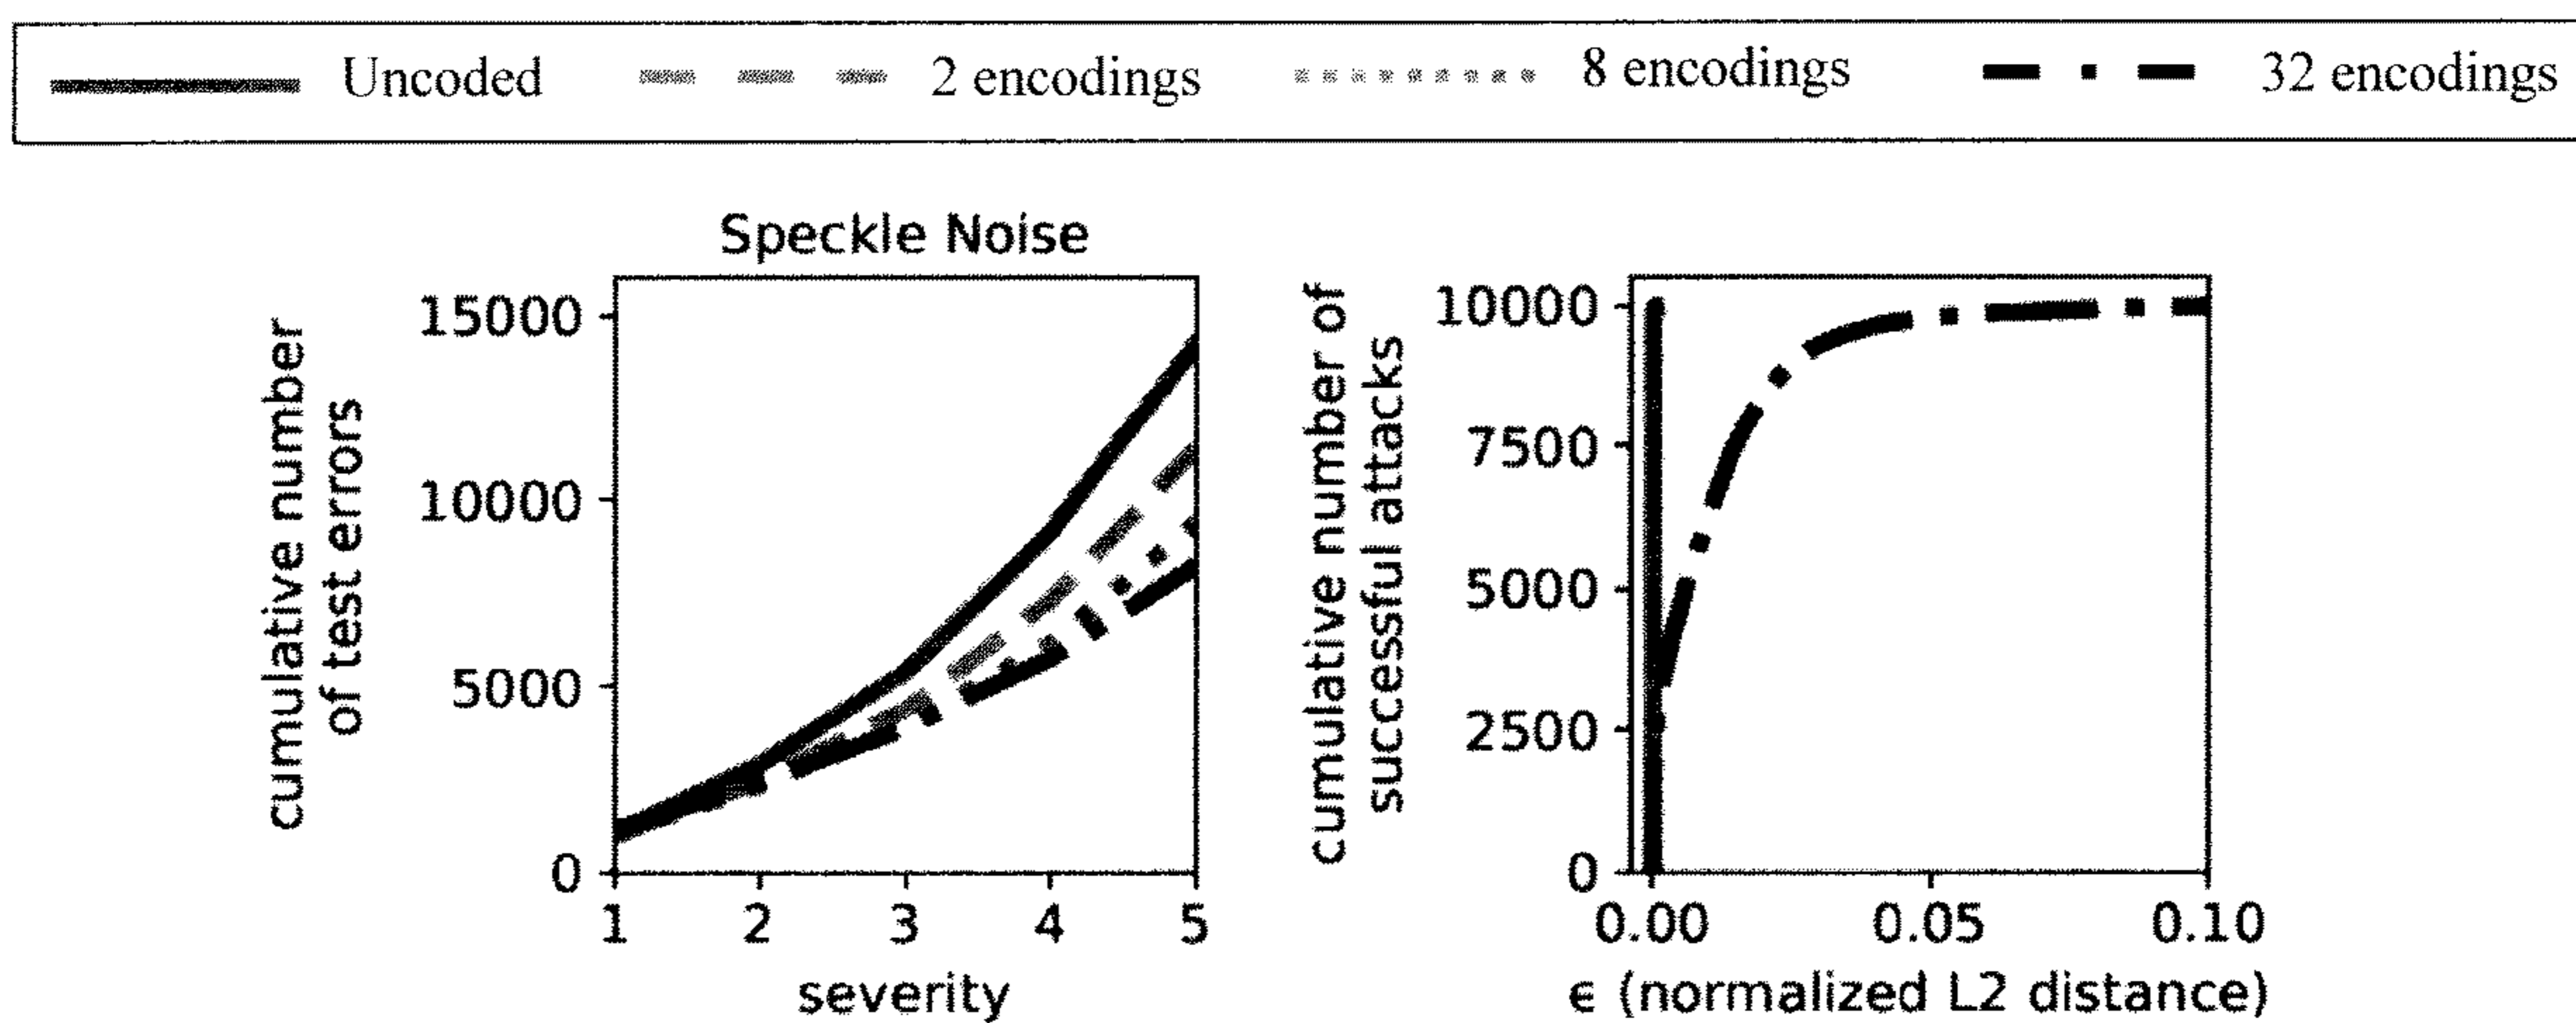 Uncoded 2 encodings 8 encodings 32 encodings
Speckle Noise
cumulative number
of test errors
15000
10000
5000
0
1 2 3 4 5
severity
cumulative number of
successful attacks
10000
7500
5000
2500
0
0.00 0.05 0.10
ϵ (normalized L2 distance)